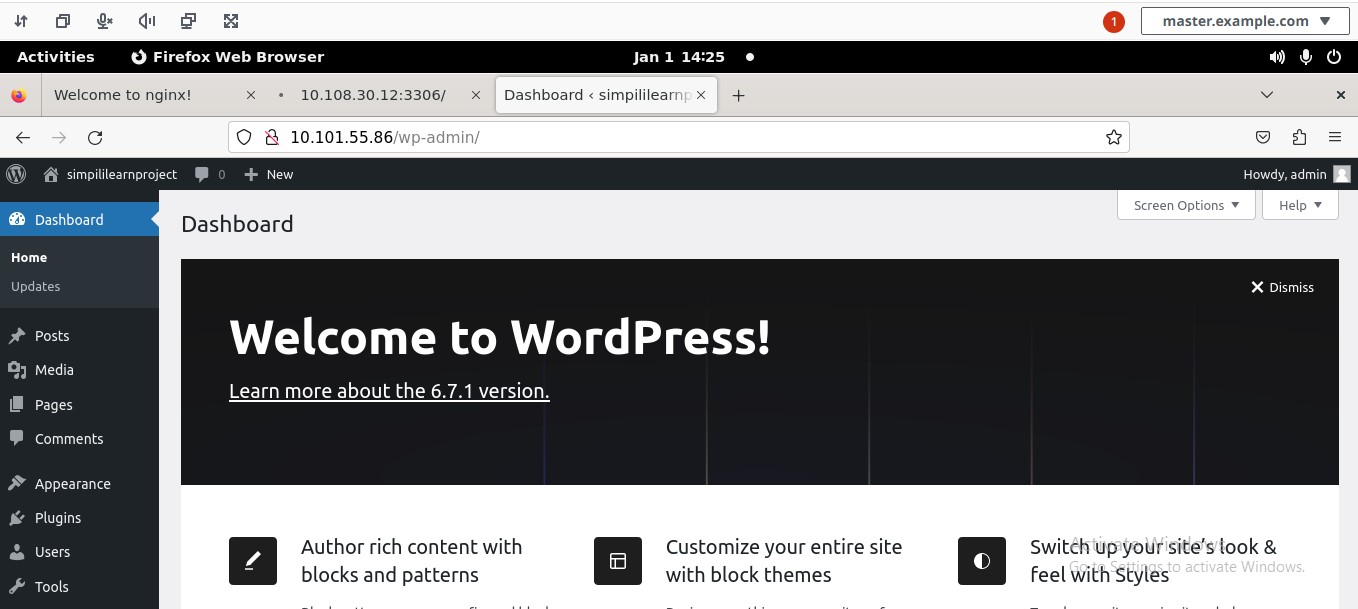 1
master.example.com
Activities
Firefox Web Browser
Jan 1 14:25
Welcome to nginx!
10.108.30.12:3306/
Dashboard ‹ simpililearnp
10.101.55.86/wp-admin/
simpililearnproject
0
New
Howdy, admin
Dashboard
Home
Updates
Posts
Media
Pages
Comments
Appearance
Plugins
Users
Tools
Dashboard
Screen Options
Help
Dismiss
Welcome to WordPress!
Learn more about the 6.7.1 version.
Author rich content with
blocks and patterns
Customize your entire site
with block themes
Switch up your site's look &
feel with Styles
Activate Windows
Go to Settings to activate Windows.